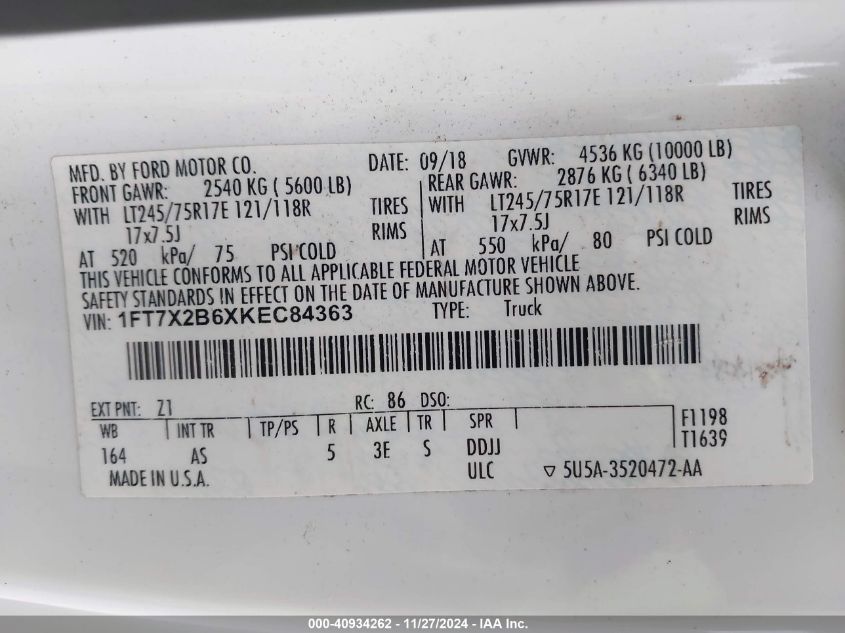 MFD. BY FORD MOTOR CO. DATE: 09/18 GVWR: 4536 KG (10000 LB)
FRONT GAWR: 2540 KG ( 5600 LB) REAR GAWR: 2876 KG ( 6340 LB)
WITH LT245/75R17E 121/118R TIRES WITH LT245/75R17E 121/118R TIRES
17x7.5J RIMS 17x7.5J RIMS
AT 520 kPa/ 75 PSI COLD AT 550 kPa/ 80 PSI COLD
THIS VEHICLE CONFORMS TO ALL APPLICABLE FEDERAL MOTOR VEHICLE
SAFETY STANDARDS IN EFFECT ON THE DATE OF MANUFACTURE SHOWN ABOVE.
VIN: 1FT7X2B6XKEC84363 TYPE: Truck
EXT PNT: Z1 RC: 86 DSO:
WB INT TR TP/PS R AXLE TR SPR F1198
164 AS 5 3E S DDJJ T1639
MADE IN U.S.A. ULC ▽ 5U5A-3520472-AA
000-40934262 - 11/27/2024 - IAA Inc.